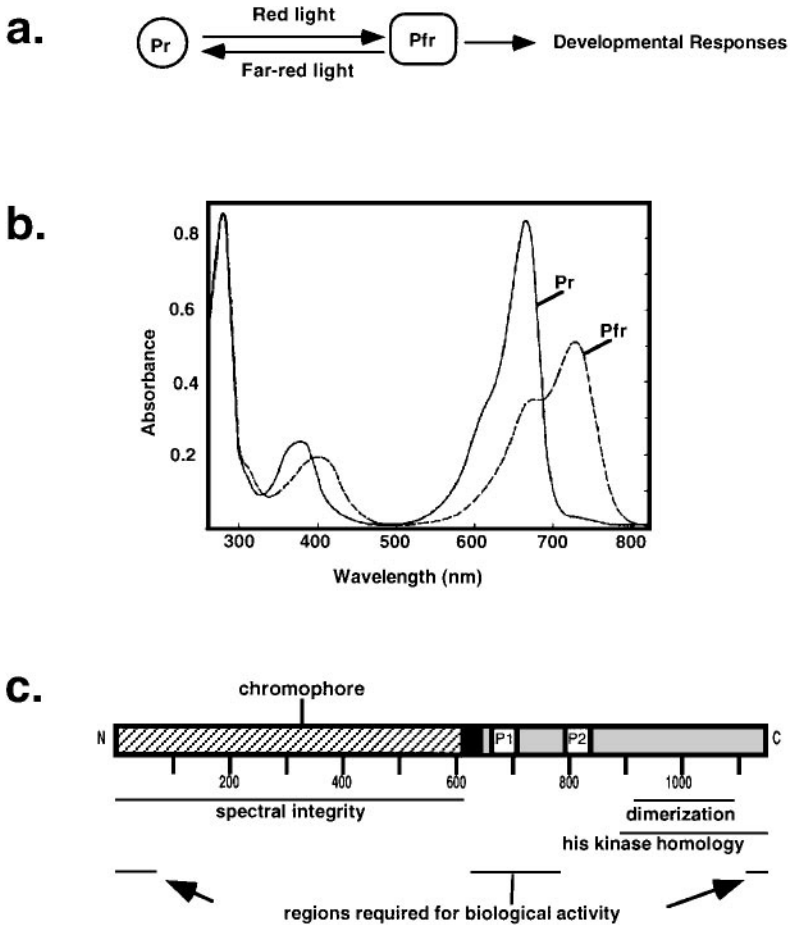 a.
Red light
Pr
Pfr
Developmental Responses
Far-red light
b.
0.8
0.6
0.4
0.2
Absorbance
Pr
Pfr
300 400 500 600 700 800
Wavelength (nm)
c.
chromophore
N
P1
P2
C
200 400 600 800 1000
spectral integrity
dimerization
his kinase homology
regions required for biological activity